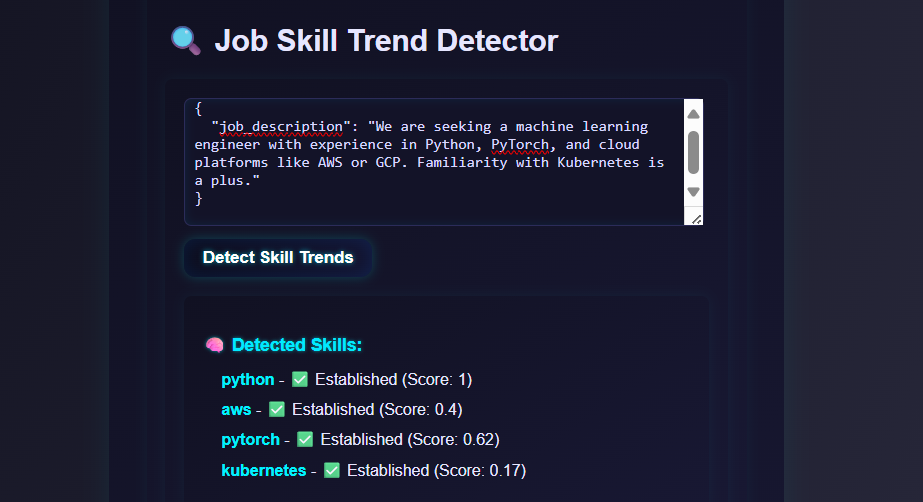 🔍 Job Skill Trend Detector
{
"job_description": "We are seeking a machine learning
engineer with experience in Python, PyTorch, and cloud
platforms like AWS or GCP. Familiarity with Kubernetes is
a plus."
}
Detect Skill Trends
🧠 Detected Skills:
python - ✅ Established (Score: 1)
aws - ✅ Established (Score: 0.4)
pytorch - ✅ Established (Score: 0.62)
kubernetes - ✅ Established (Score: 0.17)